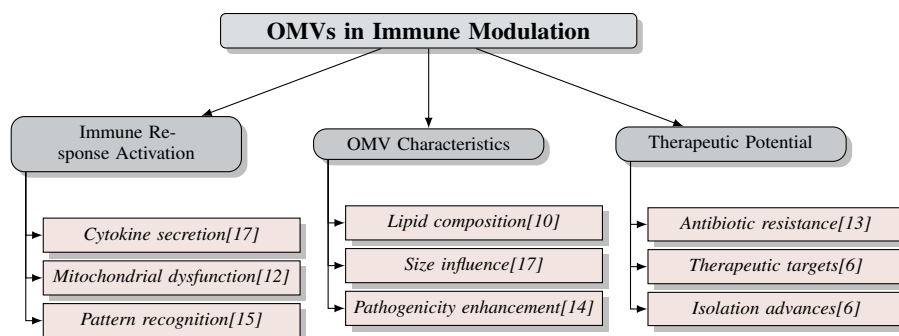 OMVs in Immune Modulation
Immune Re-
sponse Activation
Cytokine secretion[17]
Mitochondrial dysfunction[12]
Pattern recognition[15]
OMV Characteristics
Lipid composition[10]
Size influence[17]
Pathogenicity enhancement[14]
Therapeutic Potential
Antibiotic resistance[13]
Therapeutic targets[6]
Isolation advances[6]